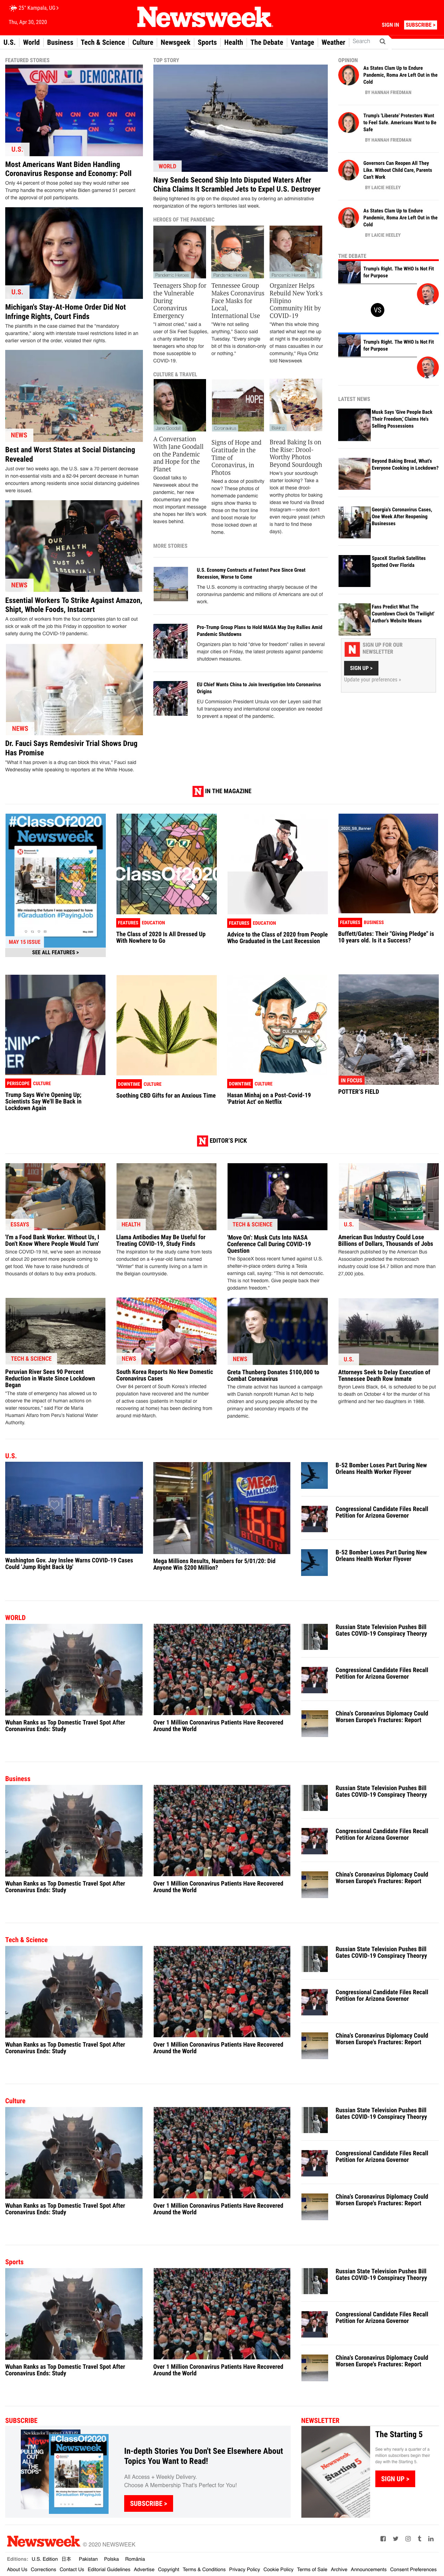 25° Kampala, UG
Thu, Apr 30, 2020
Newsweek
SIGN IN
SUBSCRIBE >
U.S.
World
Business
Tech & Science
Culture
Newsgeek
Sports
Health
The Debate
Vantage
Weather
Search
FEATURED STORIES
U.S.
Most Americans Want Biden Handling
Coronavirus Response and Economy: Poll
Only 44 percent of those polled say they would rather see
Trump handle the economy while Biden garnered 51 percent
of the approval of poll participants.
U.S.
Michigan's Stay-At-Home Order Did Not
Infringe Rights, Court Finds
The plaintiffs in the case claimed that the "mandatory
quarantine," along with interstate travel restrictions listed in an
earlier version of the order, violated their rights.
NEWS
Best and Worst States at Social Distancing
Revealed
Just over two weeks ago, the U.S. saw a 75 percent decrease
in nonessential visits and a 82-94 percent decrease in human
encounters among residents since social distancing guidelines
were issued.
NEWS
Essential Workers To Strike Against Amazon,
Shipt, Whole Foods, Instacart
A coalition of workers from the four companies plan to call out
sick or walk off the job this Friday in opposition to worker
safety during the COVID-19 pandemic.
NEWS
Dr. Fauci Says Remdesivir Trial Shows Drug
Has Promise
"What it has proven is a drug can block this virus," Fauci said
Wednesday while speaking to reporters at the White House.
TOP STORY
WORLD
Navy Sends Second Ship Into Disputed Waters After
China Claims It Scrambled Jets to Expel U.S. Destroyer
Beijing tightened its grip on the disputed area by ordering an administrative
reorganization of the region's territories last week.
HEROES OF THE PANDEMIC
Pandemic Heroes
Teenagers Shop for
the Vulnerable
During
Coronavirus
Emergency
"I almost cried," said a
user of Six Feet Supplies,
a charity started by
teenagers who shop for
those susceptible to
COVID-19.
Pandemic Heroes
Tennessee Group
Makes Coronavirus
Face Masks for
Local,
International Use
"We're not selling
anything," Sacco said
Tuesday. "Every single
bit of this is donation-only
or nothing."
Pandemic Heroes
Organizer Helps
Rebuild New York's
Filipino
Community Hit by
COVID-19
"When this whole thing
started what kept me up
at night is the possibility
of mass causalities in our
community," Riya Ortiz
told Newsweek
CULTURE & TRAVEL
Jane Goodall
A Conversation
With Jane Goodall
on the Pandemic
and Hope for the
Planet
Goodall talks to
Newsweek about the
pandemic, her new
documentary and the
most important message
she hopes her life's work
leaves behind.
Coronavirus
Signs of Hope and
Gratitude in the
Time of
Coronavirus, in
Photos
Need a dose of positivity
now? These photos of
homemade pandemic
signs show thanks to
those on the front line
and boost morale for
those locked down at
home.
Baking
Bread Baking Is on
the Rise: Drool-
Worthy Photos
Beyond Sourdough
How's your sourdough
starter looking? Take a
look at these drool-
worthy photos for baking
ideas we found via Bread
Instagram—some don't
even require yeast (which
is hard to find these
days).
MORE STORIES
U.S. Economy Contracts at Fastest Pace Since Great
Recession, Worse to Come
The U.S. economy is contracting sharply because of the
coronavirus pandemic and millions of Americans are out of
work.
Pro-Trump Group Plans to Hold MAGA May Day Rallies Amid
Pandemic Shutdowns
Organizers plan to hold "drive for freedom" rallies in several
major cities on Friday, the latest protests against pandemic
shutdown measures.
EU Chief Wants China to Join Investigation Into Coronavirus
Origins
EU Commission President Ursula von der Leyen said that
full transparency and international cooperation are needed
to prevent a repeat of the pandemic.
OPINION
As States Clam Up to Endure
Pandemic, Roma Are Left Out in the
Cold
BY HANNAH FRIEDMAN
Trump's 'Liberate' Protesters Want
to Feel Safe. Americans Want to Be
Safe
BY HANNAH FRIEDMAN
Governors Can Reopen All They
Like. Without Child Care, Parents
Can't Work
BY LAICIE HEELEY
As States Clam Up to Endure
Pandemic, Roma Are Left Out in the
Cold
BY LAICIE HEELEY
THE DEBATE
Trump's Right. The WHO Is Not Fit
for Purpose
VS
Trump's Right. The WHO Is Not Fit
for Purpose
LATEST NEWS
Musk Says 'Give People Back
Their Freedom,' Claims He's
Selling Possessions
Beyond Baking Bread, What's
Everyone Cooking in Lockdown?
Georgia's Coronavirus Cases,
One Week After Reopening
Businesses
SpaceX Starlink Satellites
Spotted Over Florida
Fans Predict What The
Countdown Clock On 'Twilight'
Author's Website Means
N
SIGN UP FOR OUR
NEWSLETTER
SIGN UP >
Update your preferences >
N IN THE MAGAZINE
#ClassOf2020
Newsweek
MAY 15 ISSUE
SEE ALL FEATURES >
FEATURES EDUCATION
The Class of 2020 Is All Dressed Up
With Nowhere to Go
FEATURES EDUCATION
Advice to the Class of 2020 from People
Who Graduated in the Last Recession
FEATURES BUSINESS
Buffett/Gates: Their "Giving Pledge" is
10 years old. Is it a Success?
PERISCOPE CULTURE
Trump Says We're Opening Up;
Scientists Say We'll Be Back in
Lockdown Again
DOWNTIME CULTURE
Soothing CBD Gifts for an Anxious Time
DOWNTIME CULTURE
Hasan Minhaj on a Post-Covid-19
'Patriot Act' on Netflix
IN FOCUS
POTTER'S FIELD
N EDITOR'S PICK
ESSAYS
'I'm a Food Bank Worker. Without Us, I
Don't Know Where People Would Turn'
Since COVID-19 hit, we've seen an increase
of about 20 percent more people coming to
get food. We have to raise hundreds of
thousands of dollars to buy extra products.
HEALTH
Llama Antibodies May Be Useful for
Treating COVID-19, Study Finds
The inspiration for the study came from tests
conducted on a 4-year-old llama named
"Winter" that is currently living on a farm in
the Belgian countryside.
TECH & SCIENCE
'Move On': Musk Cuts Into NASA
Conference Call During COVID-19
Question
The SpaceX boss recent fumed against U.S.
shelter-in-place orders during a Tesla
earnings call, saying: "This is not democratic.
This is not freedom. Give people back their
goddamn freedom."
U.S.
American Bus Industry Could Lose
Billions of Dollars, Thousands of Jobs
Research published by the American Bus
Association predicted the motorcoach
industry could lose $4.7 billion and more than
27,000 jobs.
TECH & SCIENCE
Peruvian River Sees 90 Percent
Reduction in Waste Since Lockdown
Began
"The state of emergency has allowed us to
observe the impact of human actions on
water resources," said Flor de María
Huamaní Alfaro from Peru's National Water
Authority.
NEWS
South Korea Reports No New Domestic
Coronavirus Cases
Over 84 percent of South Korea's infected
population have recovered and the number
of active cases (patients in hospital or
recovering at home) has been declining from
around mid-March.
NEWS
Greta Thunberg Donates $100,000 to
Combat Coronavirus
The climate activist has launced a campaign
with Danish nonprofit Human Act to help
children and young people affected by the
primary and secondary impacts of the
pandemic.
U.S.
Attorneys Seek to Delay Execution of
Tennessee Death Row Inmate
Byron Lewis Black, 64, is scheduled to be put
to death on October 4 for the murder of his
girlfriend and her two daughters in 1988.
U.S.
Washington Gov. Jay Inslee Warns COVID-19 Cases
Could 'Jump Right Back Up'
MEGA
MILLIONS
160
Mega Millions Results, Numbers for 5/01/20: Did
Anyone Win $200 Million?
B-52 Bomber Loses Part During New
Orleans Health Worker Flyover
Congressional Candidate Files Recall
Petition for Arizona Governor
B-52 Bomber Loses Part During New
Orleans Health Worker Flyover
WORLD
Wuhan Ranks as Top Domestic Travel Spot After
Coronavirus Ends: Study
Over 1 Million Coronavirus Patients Have Recovered
Around the World
Russian State Television Pushes Bill
Gates COVID-19 Conspiracy Theoryy
Congressional Candidate Files Recall
Petition for Arizona Governor
China's Coronavirus Diplomacy Could
Worsen Europe's Fractures: Report
Business
Wuhan Ranks as Top Domestic Travel Spot After
Coronavirus Ends: Study
Over 1 Million Coronavirus Patients Have Recovered
Around the World
Russian State Television Pushes Bill
Gates COVID-19 Conspiracy Theoryy
Congressional Candidate Files Recall
Petition for Arizona Governor
China's Coronavirus Diplomacy Could
Worsen Europe's Fractures: Report
Tech & Science
Wuhan Ranks as Top Domestic Travel Spot After
Coronavirus Ends: Study
Over 1 Million Coronavirus Patients Have Recovered
Around the World
Russian State Television Pushes Bill
Gates COVID-19 Conspiracy Theoryy
Congressional Candidate Files Recall
Petition for Arizona Governor
China's Coronavirus Diplomacy Could
Worsen Europe's Fractures: Report
Culture
Wuhan Ranks as Top Domestic Travel Spot After
Coronavirus Ends: Study
Over 1 Million Coronavirus Patients Have Recovered
Around the World
Russian State Television Pushes Bill
Gates COVID-19 Conspiracy Theoryy
Congressional Candidate Files Recall
Petition for Arizona Governor
China's Coronavirus Diplomacy Could
Worsen Europe's Fractures: Report
Sports
Wuhan Ranks as Top Domestic Travel Spot After
Coronavirus Ends: Study
Over 1 Million Coronavirus Patients Have Recovered
Around the World
Russian State Television Pushes Bill
Gates COVID-19 Conspiracy Theoryy
Congressional Candidate Files Recall
Petition for Arizona Governor
China's Coronavirus Diplomacy Could
Worsen Europe's Fractures: Report
SUBSCRIBE
In-depth Stories You Don't See Elsewhere About
Topics You Want to Read!
All Access + Weekly Delivery.
Choose A Membership That's Perfect for You!
SUBSCRIBE >
NEWSLETTER
The Starting 5
See why nearly a quarter of a
million subscribers begin their
day with the Starting 5.
SIGN UP >
Newsweek © 2020 NEWSWEEK
Editions: U.S. Edition 日本 Pakistan Polska România
About Us Corrections Contact Us Editorial Guidelines Advertise Copyright Terms & Conditions Privacy Policy Cookie Policy Terms of Sale Archive Announcements Consent Preferences